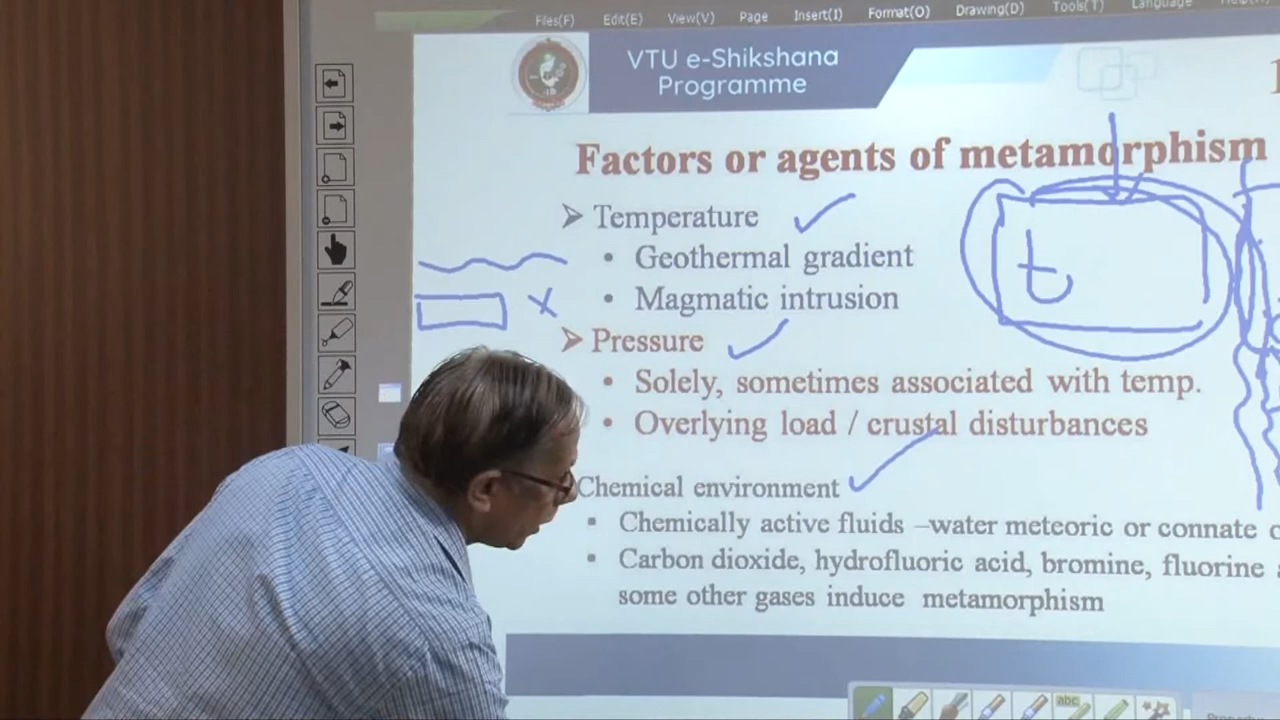 Files(F) Edit(E) View(V) Page Insert(I) Format(O) Drawing(D) Tools(T) Language
VTU e-Shikshana
Programme
Factors or agents of metamorphism
➤ Temperature
• Geothermal gradient
• Magmatic intrusion
t
x
➤ Pressure
• Solely, sometimes associated with temp.
• Overlying load / crustal disturbances
Chemical environment
▪ Chemically active fluids –water meteoric or connate
▪ Carbon dioxide, hydrofluoric acid, bromine, fluorine
some other gases induce metamorphism
abc